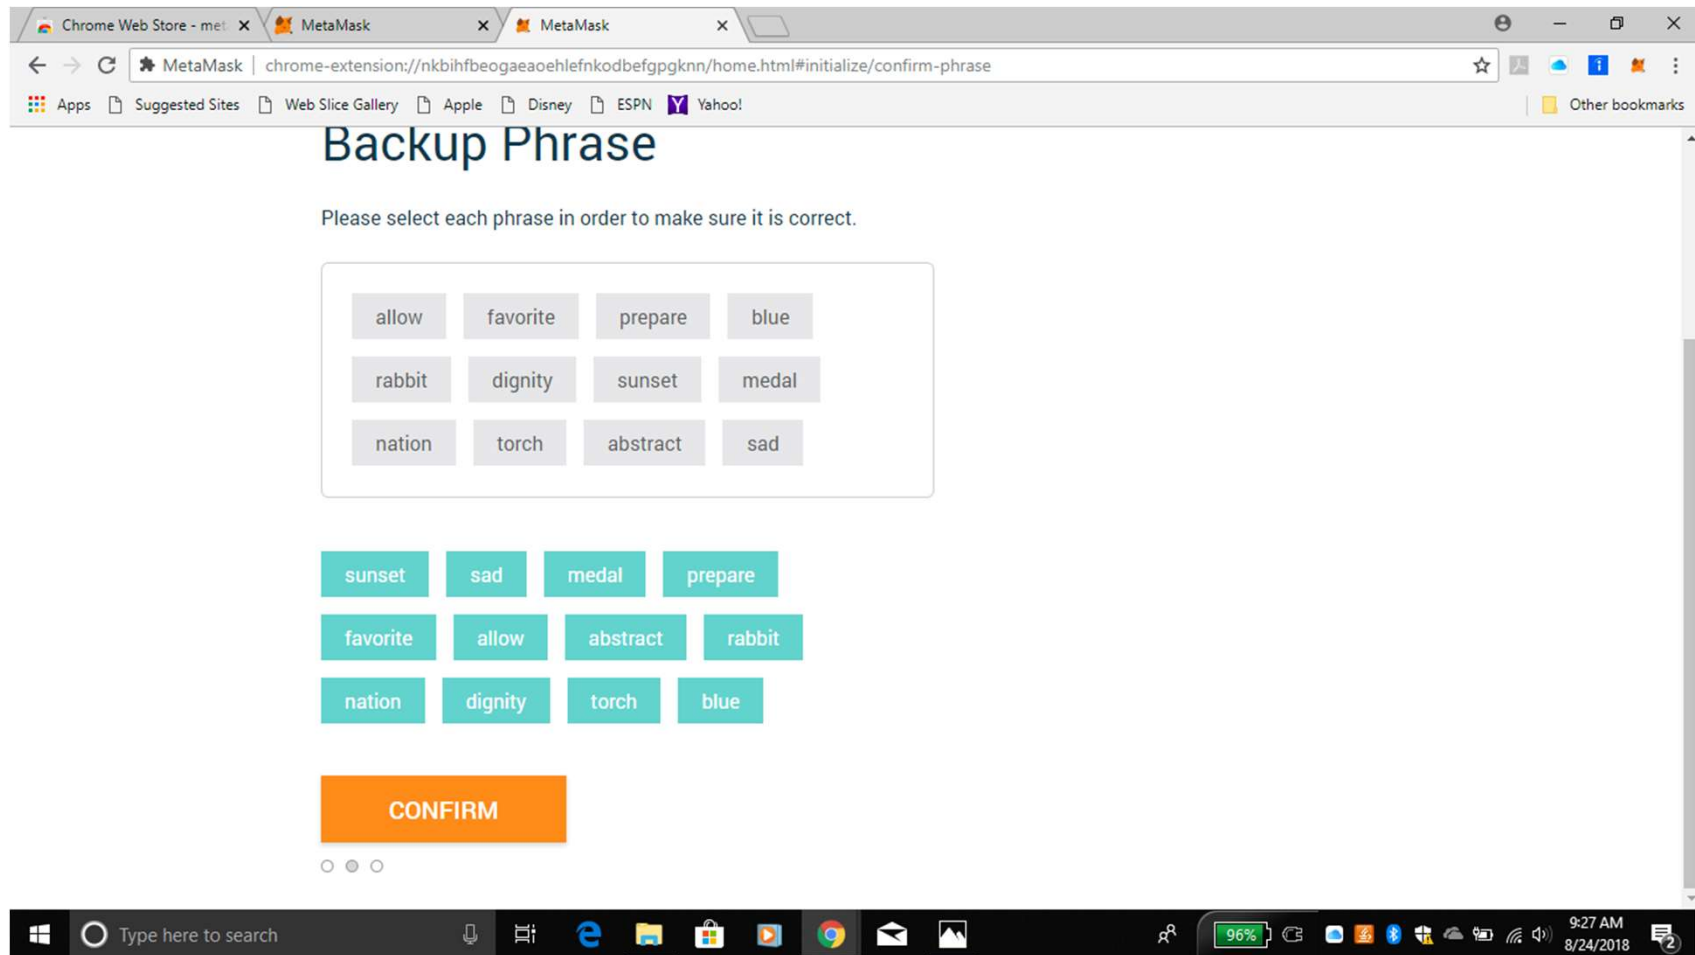 Chrome Web Store - met MetaMask MetaMask
MetaMask chrome-extension://nkbihfbeogaeaoehlefnkodbefgpgknn/home.html#initialize/confirm-phrase
Apps Suggested Sites Web Slice Gallery Apple Disney ESPN Yahoo! Other bookmarks
Backup Phrase
Please select each phrase in order to make sure it is correct.
allow favorite prepare blue
rabbit dignity sunset medal
nation torch abstract sad
sunset sad medal prepare
favorite allow abstract rabbit
nation dignity torch blue
CONFIRM
Type here to search 96% 9:27 AM
8/24/2018 2